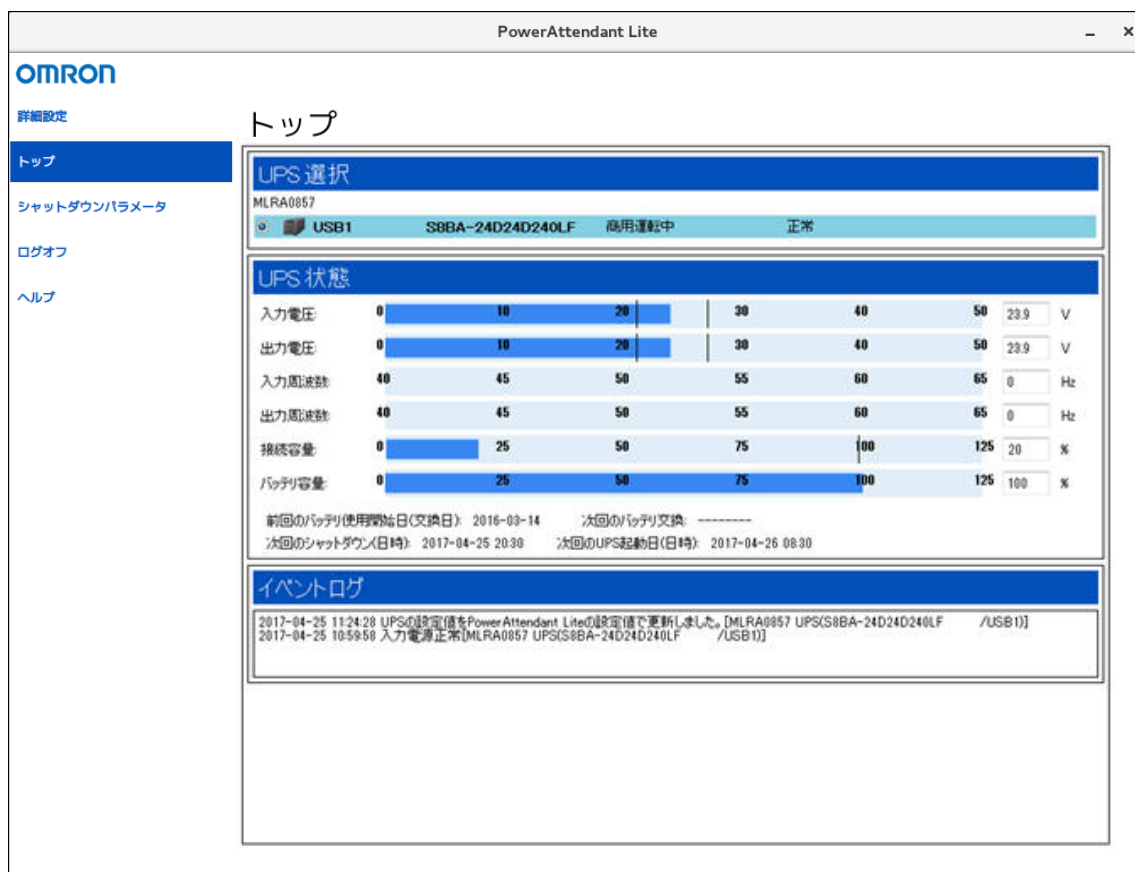 PowerAttendant Lite
OMRON
詳細設定
トップ
シャットダウンパラメータ
ログオフ
ヘルプ
トップ
UPS 選択
MLRA0857
USB1 S8BA-24D24D240LF 商用運転中 正常
UPS 状態
入力電圧: 0 10 20 30 40 50 23.9 V
出力電圧: 0 10 20 30 40 50 23.9 V
入力周波数: 40 45 50 55 60 65 0 Hz
出力周波数: 40 45 50 55 60 65 0 Hz
接続容量: 0 25 50 75 100 125 20 %
バッテリ容量: 0 25 50 75 100 125 100 %
前回のバッテリ使用開始日(交換日): 2016-03-14 次回のバッテリ交換: --------
次回のシャットダウン(日時): 2017-04-25 20:30 次回のUPS起動日(日時): 2017-04-26 08:30
イベントログ
2017-04-25 11:24:28 UPSの設定値をPowerAttendant Liteの設定値で更新しました。[MLRA0857 UPS(S8BA-24D24D240LF /USB1)]
2017-04-25 10:59:58 入力電源正常[MLRA0857 UPS(S8BA-24D24D240LF /USB1)]